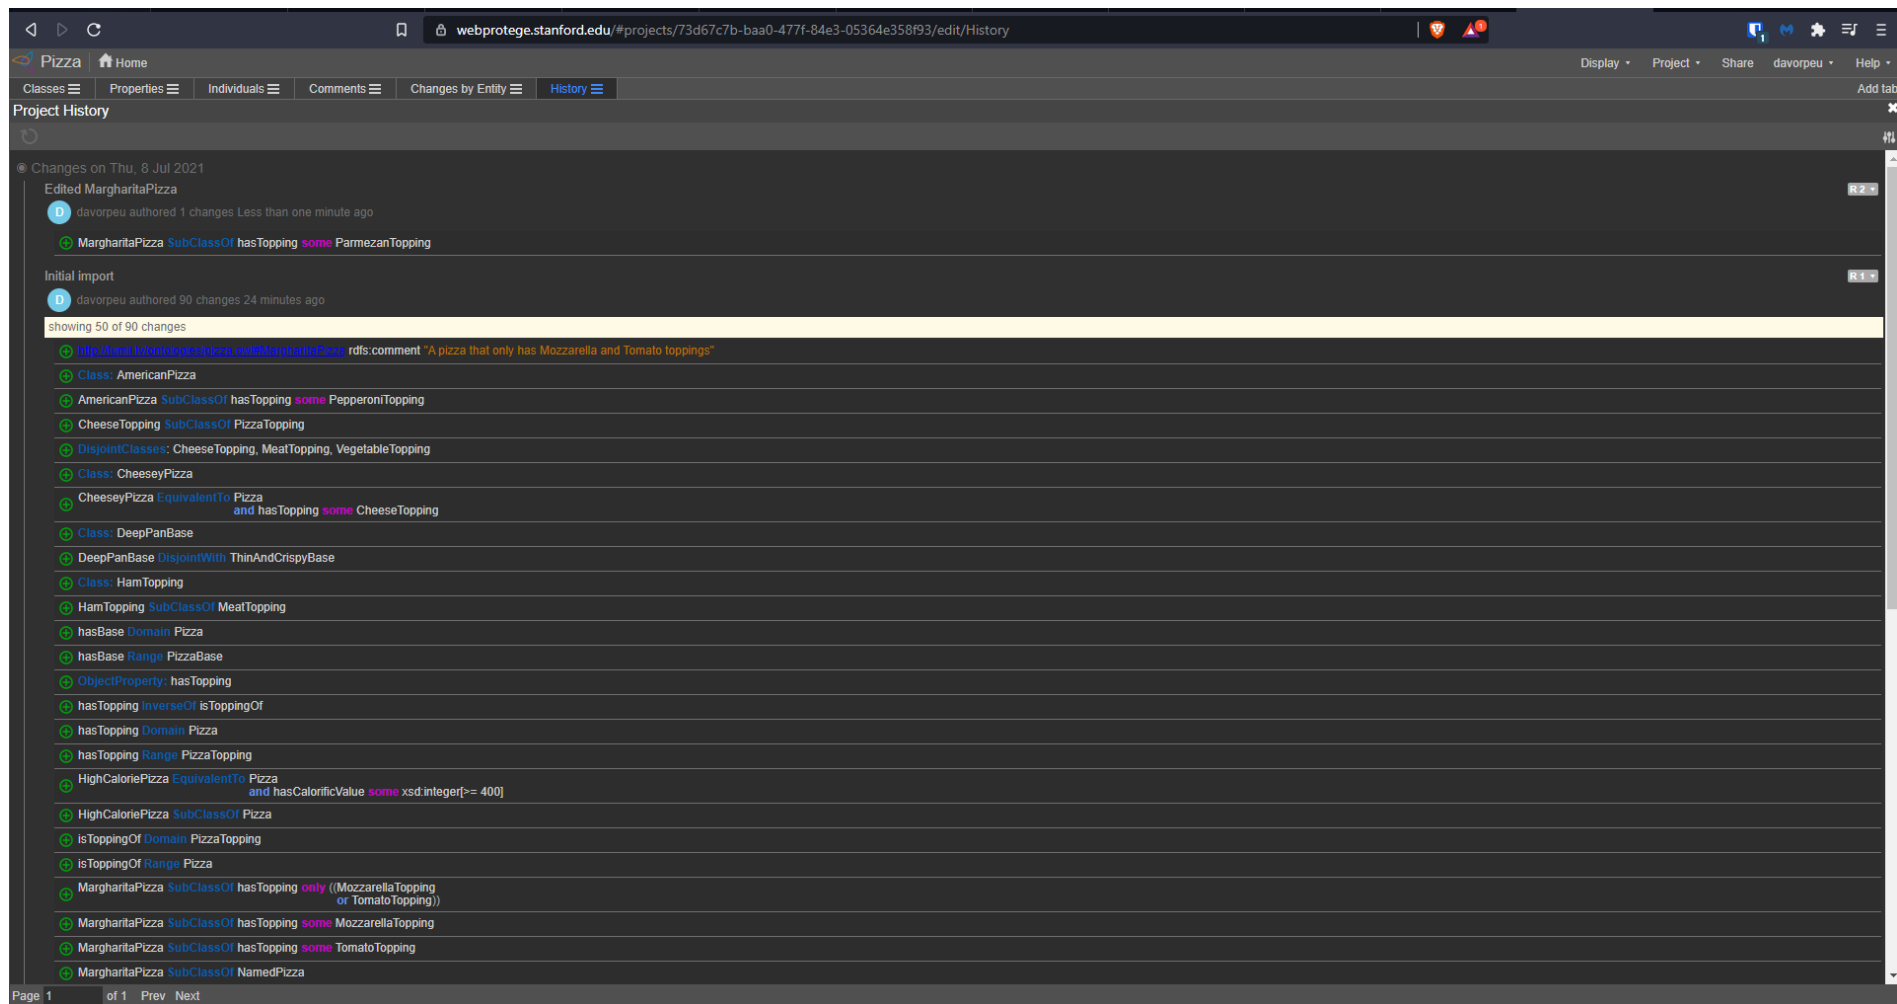 webprotege.stanford.edu/#projects/73d67c7b-baa0-477f-84e3-05364e358f93/edit/History
1
1
Pizza Home Display Project Share davorpeu Help
Classes Properties Individuals Comments Changes by Entity History Add tab
Project History
Changes on Thu, 8 Jul 2021
Edited MargharitaPizza R 2
D davorpeu authored 1 changes Less than one minute ago
MargharitaPizza SubClassOf hasTopping some ParmezanTopping
Initial import R 1
D davorpeu authored 90 changes 24 minutes ago
showing 50 of 90 changes
rdfs:comment "A pizza that only has Mozzarella and Tomato toppings"
Class: AmericanPizza
AmericanPizza SubClassOf hasTopping some PepperoniTopping
CheeseTopping SubClassOf PizzaTopping
DisjointClasses: CheeseTopping, MeatTopping, VegetableTopping
Class: CheeseyPizza
CheeseyPizza EquivalentTo Pizza
and hasTopping some CheeseTopping
Class: DeepPanBase
DeepPanBase DisjointWith ThinAndCrispyBase
Class: HamTopping
HamTopping SubClassOf MeatTopping
hasBase Domain Pizza
hasBase Range PizzaBase
ObjectProperty: hasTopping
hasTopping InverseOf isToppingOf
hasTopping Domain Pizza
hasTopping Range PizzaTopping
HighCaloriePizza EquivalentTo Pizza
and hasCalorificValue some xsd:integer[>= 400]
HighCaloriePizza SubClassOf Pizza
isToppingOf Domain PizzaTopping
isToppingOf Range Pizza
MargharitaPizza SubClassOf hasTopping only ((MozzarellaTopping
or TomatoTopping))
MargharitaPizza SubClassOf hasTopping some MozzarellaTopping
MargharitaPizza SubClassOf hasTopping some TomatoTopping
MargharitaPizza SubClassOf NamedPizza
Page 1 of 1 Prev Next